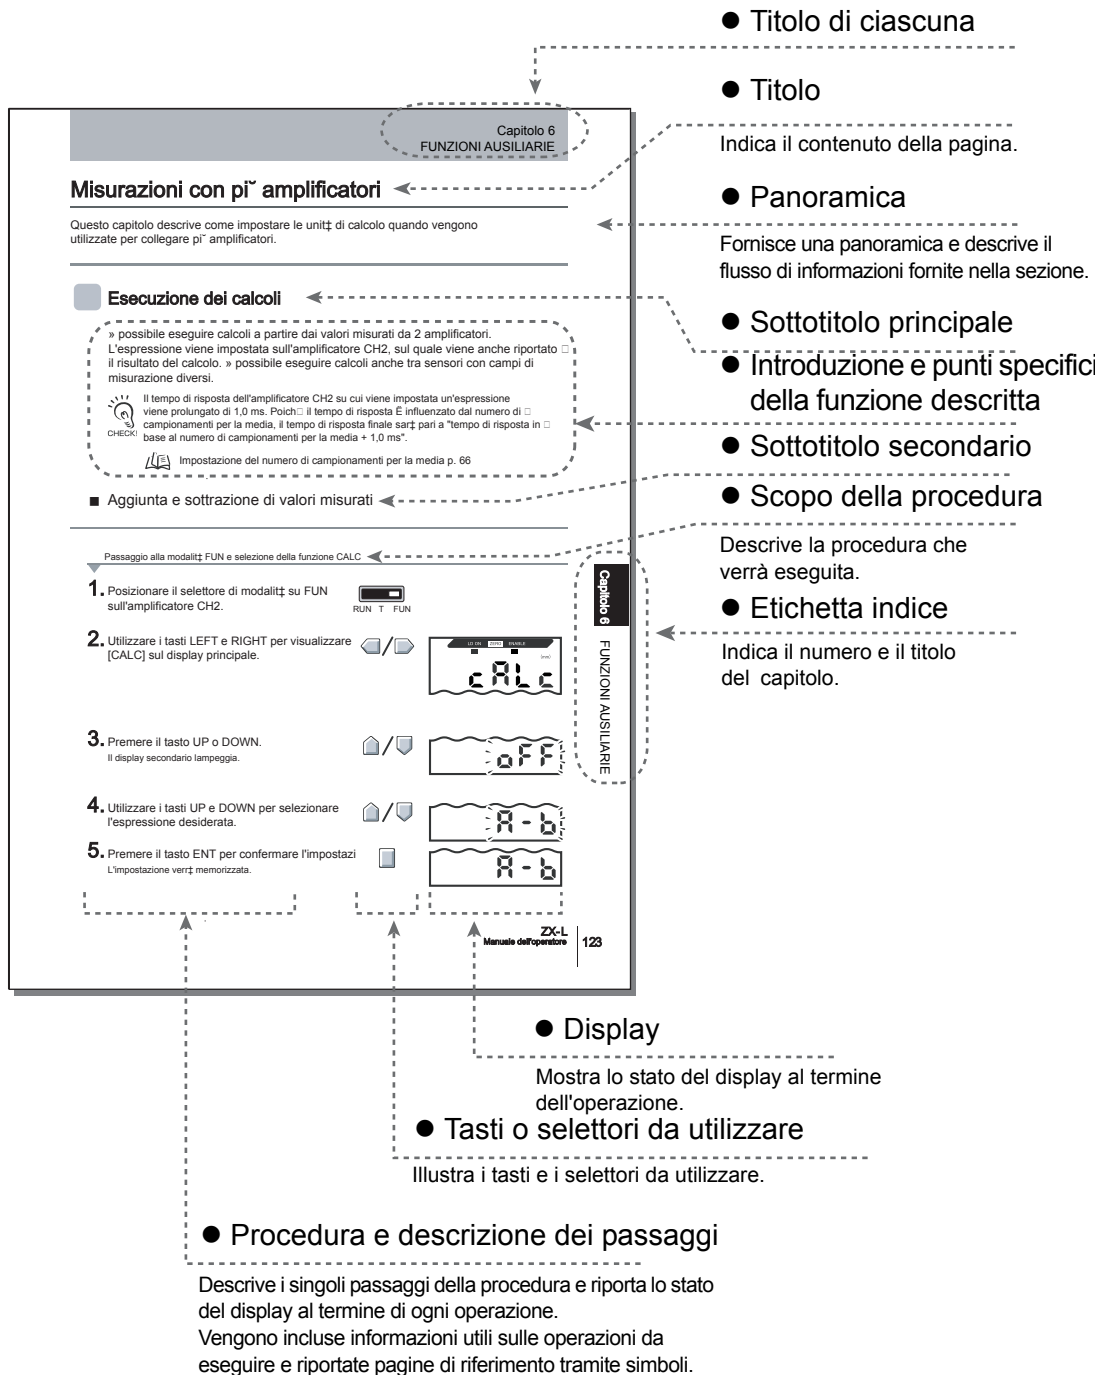 ● Titolo di ciascuna
● Titolo
Indica il contenuto della pagina.
● Panoramica
Fornisce una panoramica e descrive il
flusso di informazioni fornite nella sezione.
● Sottotitolo principale
● Introduzione e punti specifici
della funzione descritta
● Sottotitolo secondario
● Scopo della procedura
Descrive la procedura che
verrà eseguita.
● Etichetta indice
Indica il numero e il titolo
del capitolo.
Capitolo 6
FUNZIONI AUSILIARIE
Misurazioni con pi˘ amplificatori
Questo capitolo descrive come impostare le unit‡ di calcolo quando vengono
utilizzate per collegare pi˘ amplificatori.
Esecuzione dei calcoli
» possibile eseguire calcoli a partire dai valori misurati da 2 amplificatori.
L'espressione viene impostata sull'amplificatore CH2, sul quale viene anche riportato □
il risultato del calcolo. » possibile eseguire calcoli anche tra sensori con campi di
misurazione diversi.
CHECK!
Il tempo di risposta dell'amplificatore CH2 su cui viene impostata un'espressione
viene prolungato di 1,0 ms. Poich□ il tempo di risposta Ë influenzato dal numero di □
campionamenti per la media, il tempo di risposta finale sar‡ pari a "tempo di risposta in □
base al numero di campionamenti per la media + 1,0 ms".
Impostazione del numero di campionamenti per la media p. 66
■ Aggiunta e sottrazione di valori misurati
Passaggio alla modalit‡ FUN e selezione della funzione CALC
1. Posizionare il selettore di modalit‡ su FUN
sull'amplificatore CH2.
RUN T FUN
2. Utilizzare i tasti LEFT e RIGHT per visualizzare
[CALC] sul display principale.
/
LD ON ZERO ENABLE
(mm)
cALc
3. Premere il tasto UP o DOWN.
Il display secondario lampeggia.
/
oFF
4. Utilizzare i tasti UP e DOWN per selezionare
l'espressione desiderata.
/
A-b
5. Premere il tasto ENT per confermare l'impostazi
L'impostazione verr‡ memorizzata.
A-b
Capitolo 6 FUNZIONI AUSILIARIE
ZX-L
Manuale dell'operatore
123
● Display
Mostra lo stato del display al termine
dell'operazione.
● Tasti o selettori da utilizzare
Illustra i tasti e i selettori da utilizzare.
● Procedura e descrizione dei passaggi
Descrive i singoli passaggi della procedura e riporta lo stato
del display al termine di ogni operazione.
Vengono incluse informazioni utili sulle operazioni da
eseguire e riportate pagine di riferimento tramite simboli.